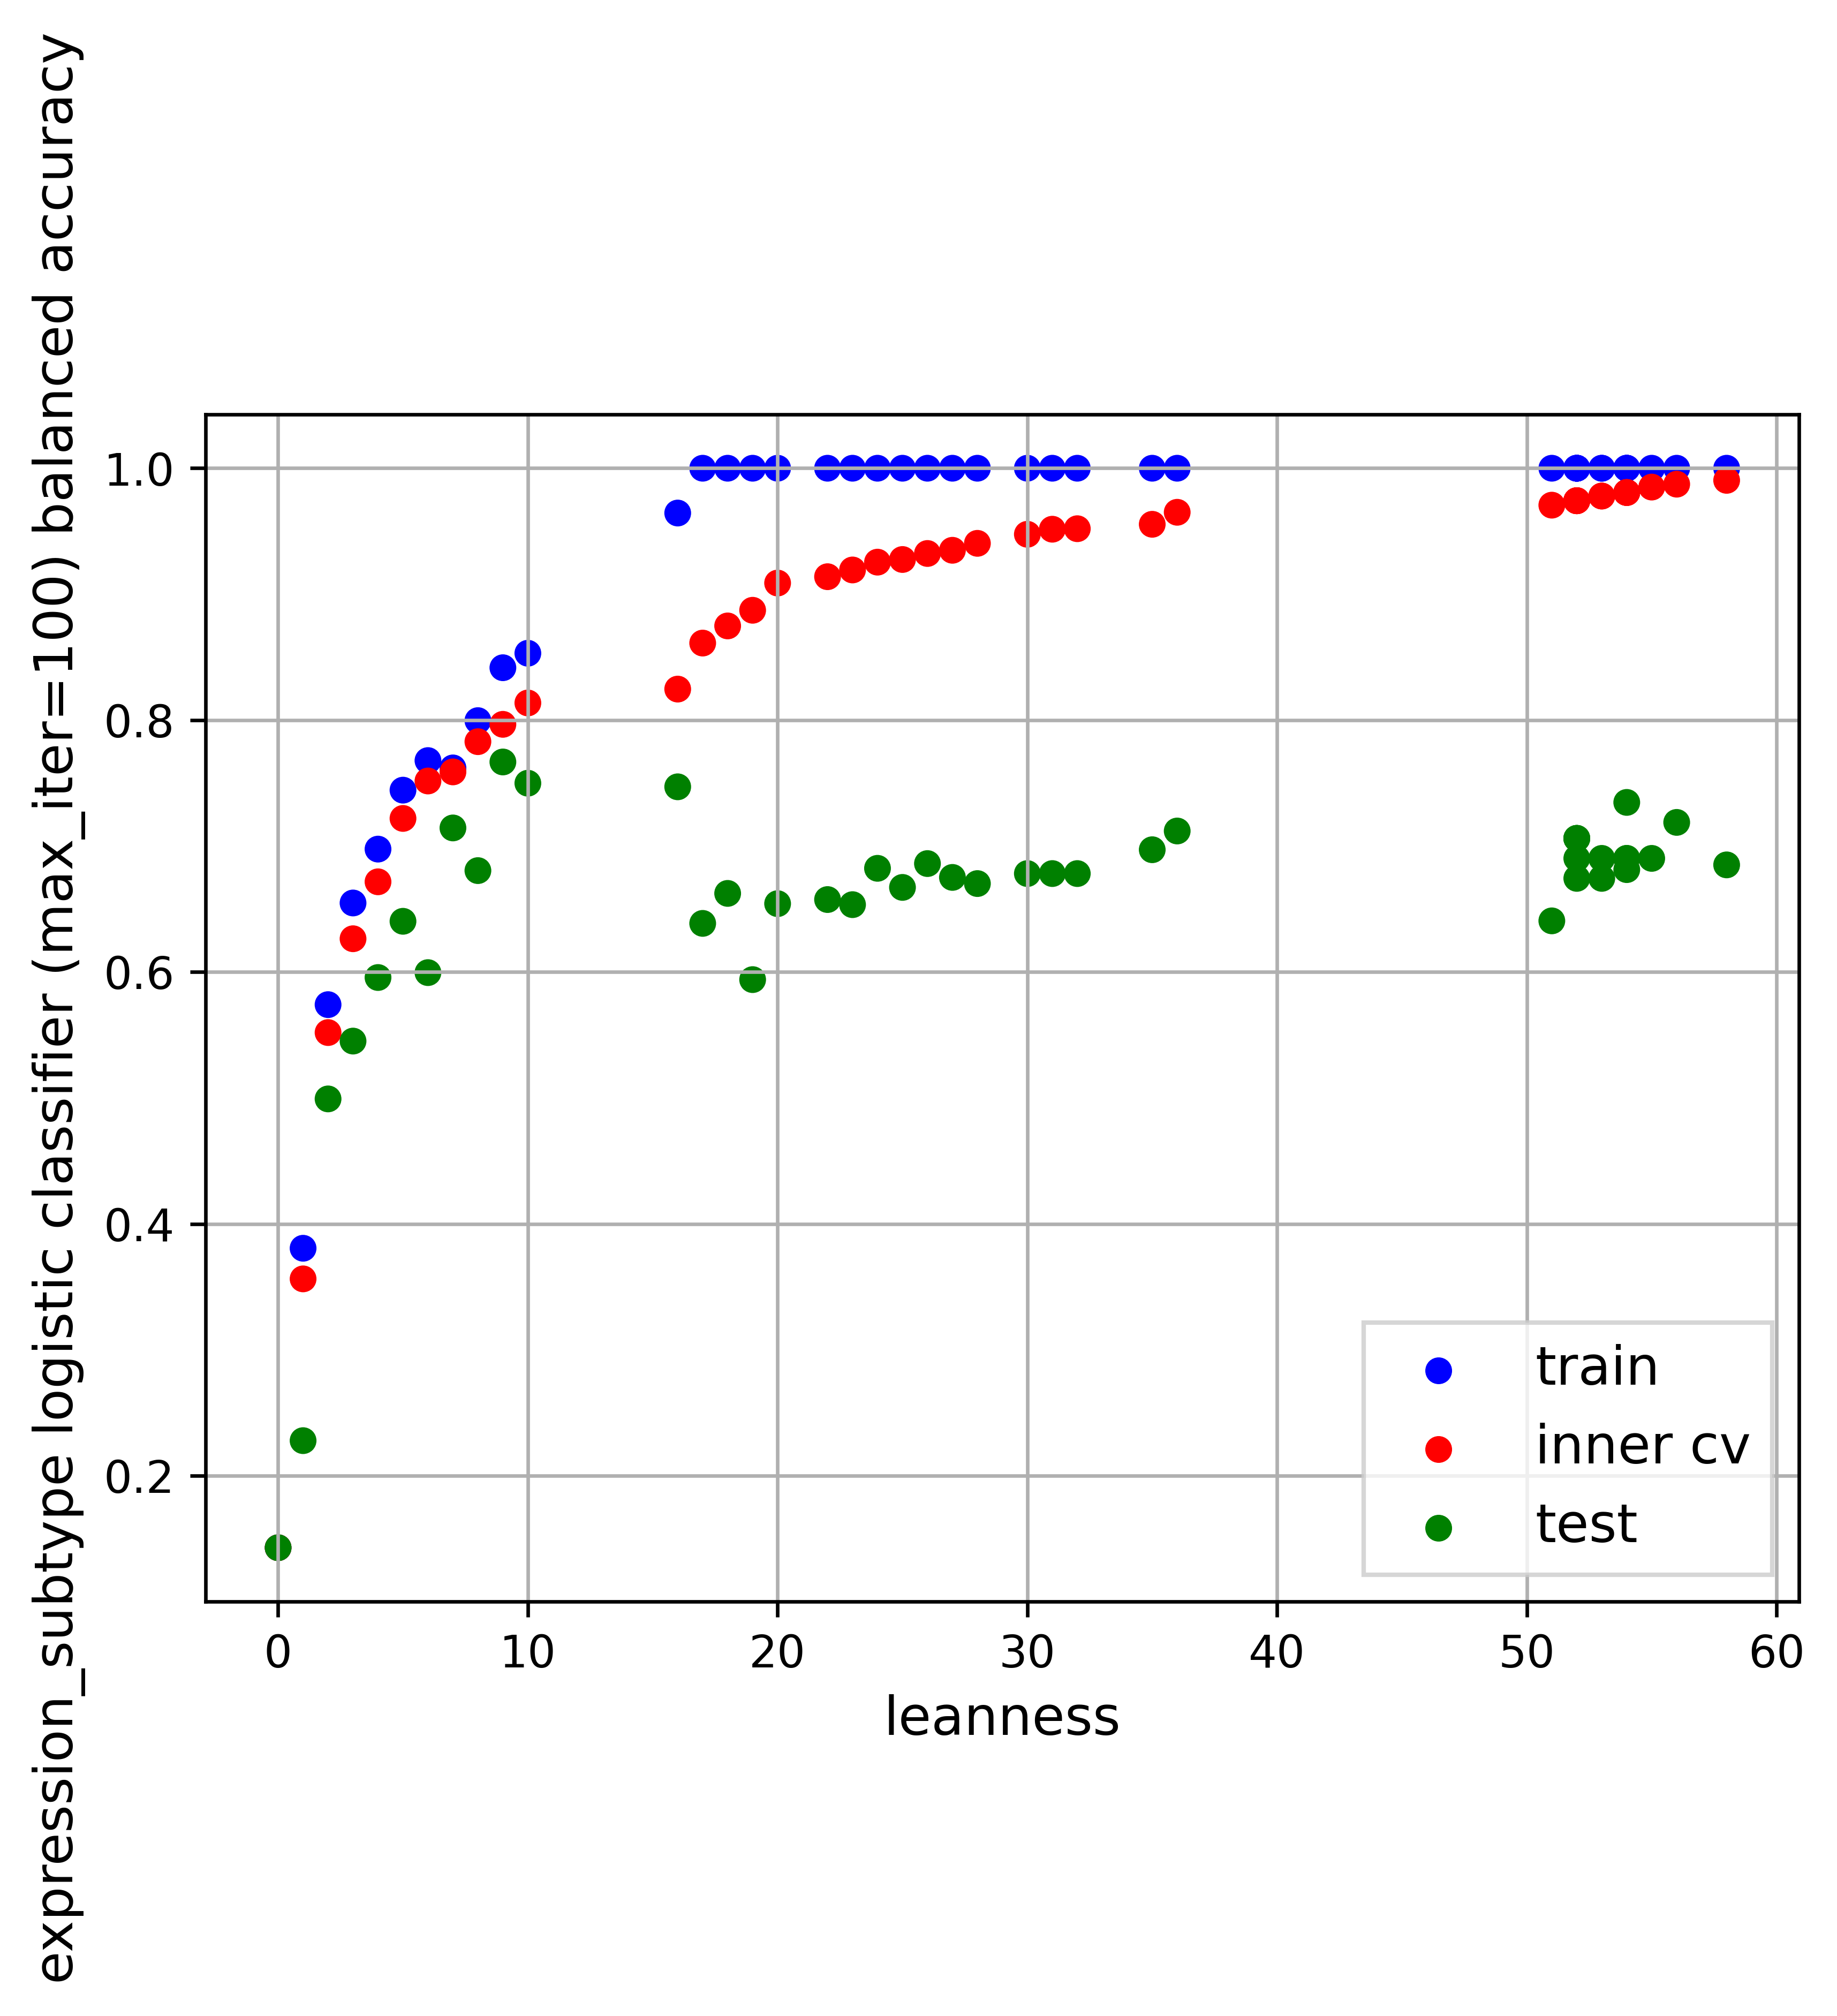 expression_subtype logistic classifier (max_iter=100) balanced accuracy
1.0
0.8
0.6
0.4
0.2
0 10 20 30 40 50 60
leanness
train
inner cv
test